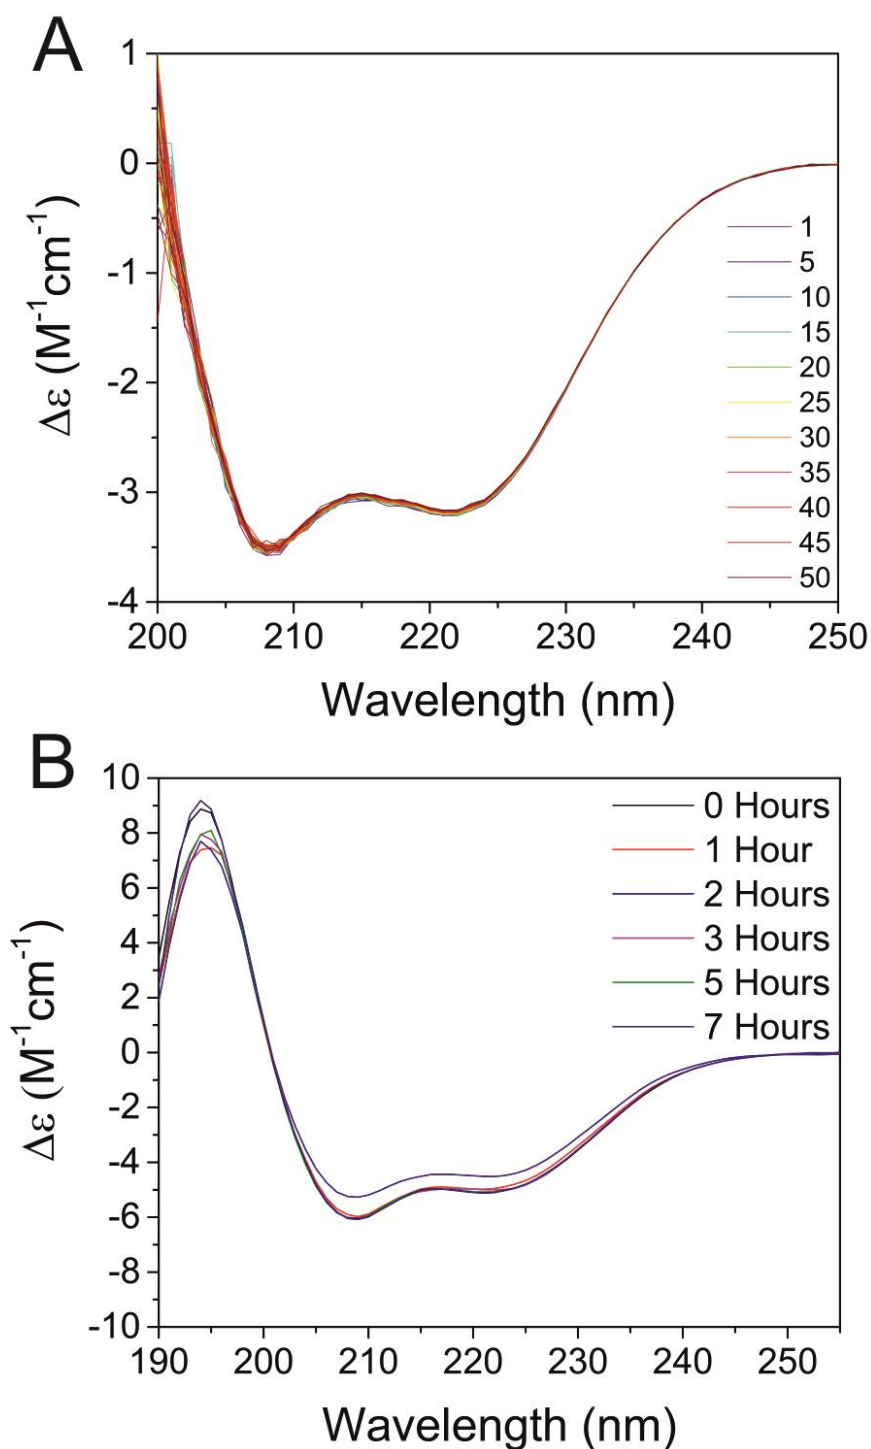 A
1
0
-1
-2
-3
-4
Δε (M⁻¹cm⁻¹)
1
5
10
15
20
25
30
35
40
45
50
200 210 220 230 240 250
Wavelength (nm)
B
10
8
6
4
2
0
-2
-4
-6
-8
-10
Δε (M⁻¹cm⁻¹)
0 Hours
1 Hour
2 Hours
3 Hours
5 Hours
7 Hours
190 200 210 220 230 240 250
Wavelength (nm)